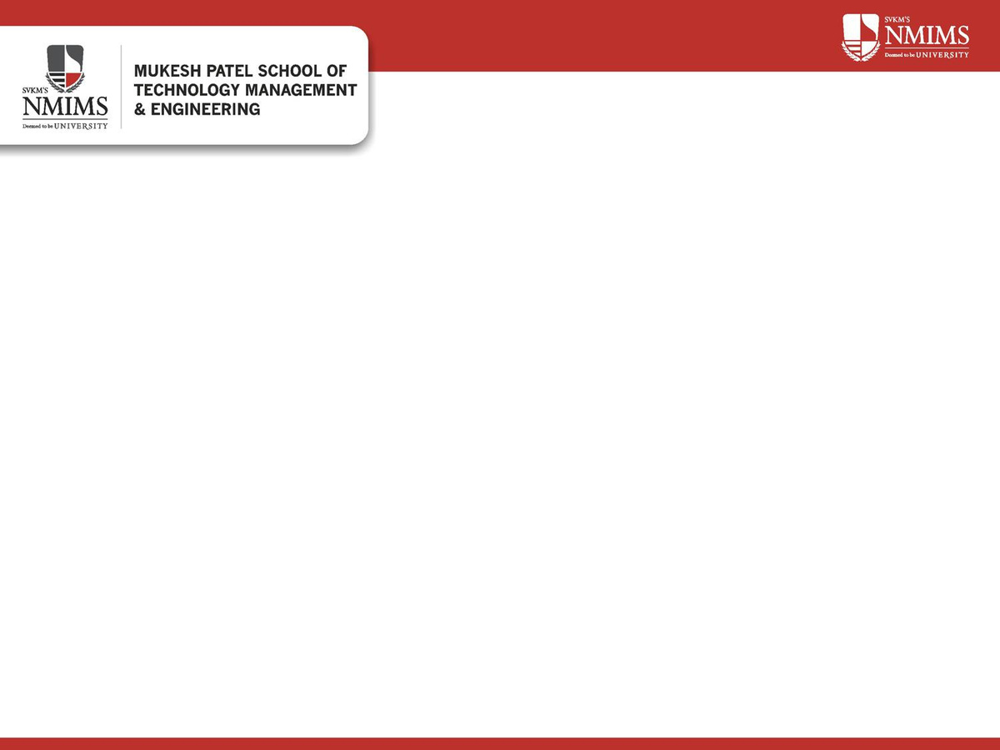 SVKM'S
NMIMS
Deemed to be UNIVERSITY
MUKESH PATEL SCHOOL OF
TECHNOLOGY MANAGEMENT
& ENGINEERING
SVKM'S
NMIMS
Deemed to be UNIVERSITY